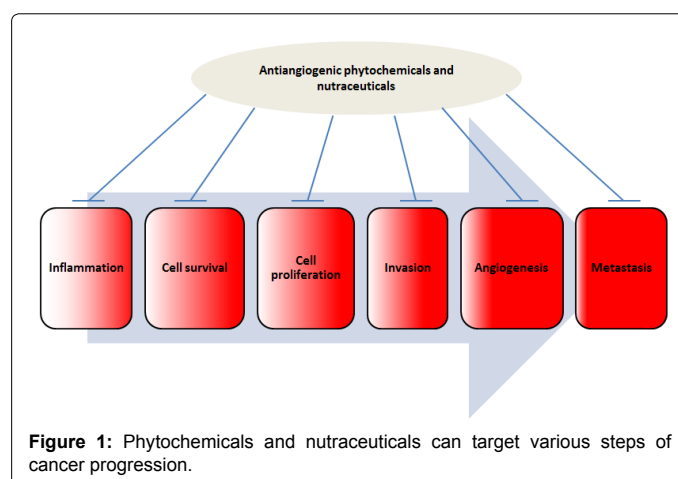 Antiangiogenic phytochemicals and
nutraceuticals
Inflammation
Cell survival
Cell
proliferation
Invasion
Angiogenesis
Metastasis
Figure 1: Phytochemicals and nutraceuticals can target various steps of
cancer progression.